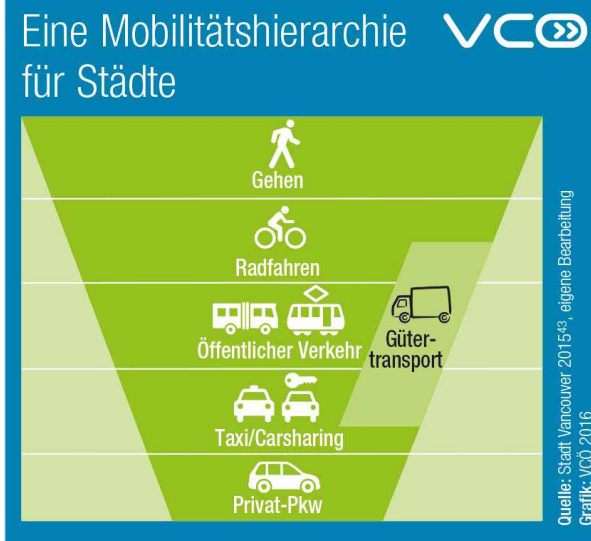 Eine Mobilitätshierarchie
für Städte
VCÖ
Gehen
Radfahren
Öffentlicher Verkehr
Güter-
transport
Taxi/Carsharing
Privat-Pkw
Quelle: Stadt Vancouver 2015⁴³, eigene Bearbeitung
Grafik: VCÖ 2016